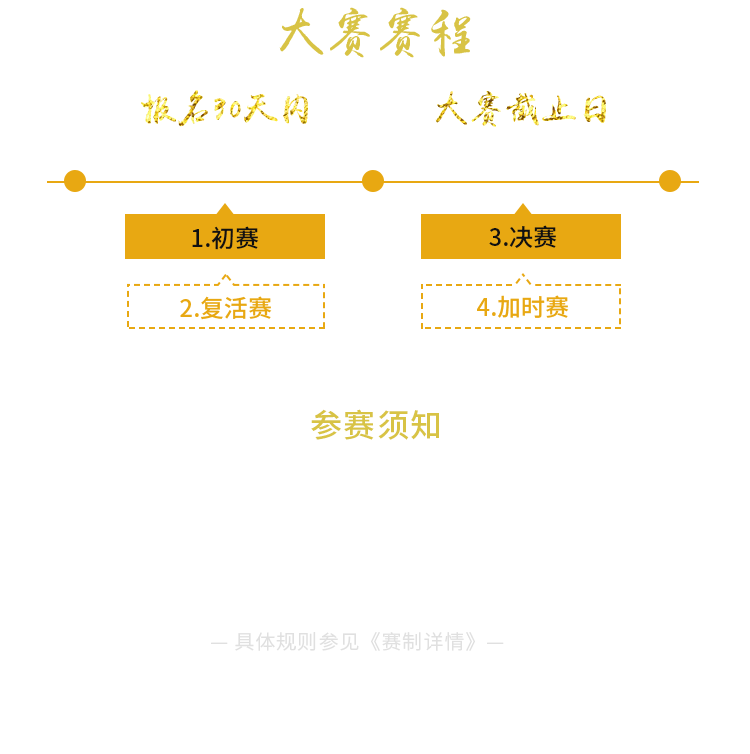 大赛赛程
报名90天内
大赛截止日
1.初赛
3.决赛
2.复活赛
4.加时赛
参赛须知
— 具体规则参见《赛制详情》—